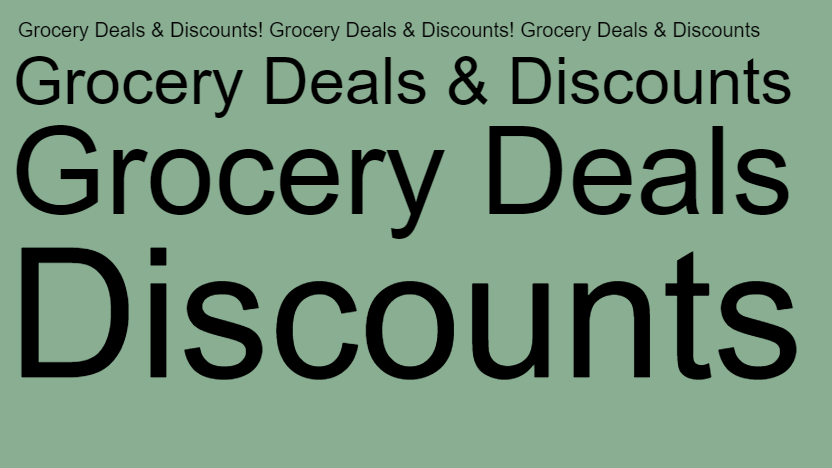 Grocery Deals & Discounts! Grocery Deals & Discounts! Grocery Deals & Discounts
Grocery Deals & Discounts
Grocery Deals
Discounts